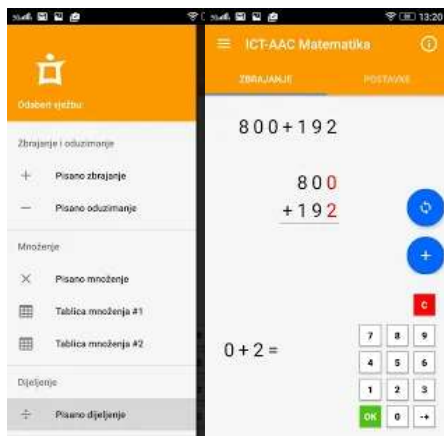 Odaberi vježbu:
Zbrajanje i oduzimanje
+ Pisano zbrajanje
− Pisano oduzimanje
Množenje
× Pisano množenje
Tablica množenja #1
Tablica množenja #2
Dijeljenje
÷ Pisano dijeljenje
13:20
ICT-AAC Matematika
ZBRAJANJE POSTAVKE
800+192
800
+192
C
0+2=
7 8 9
4 5 6
1 2 3
OK 0 -+